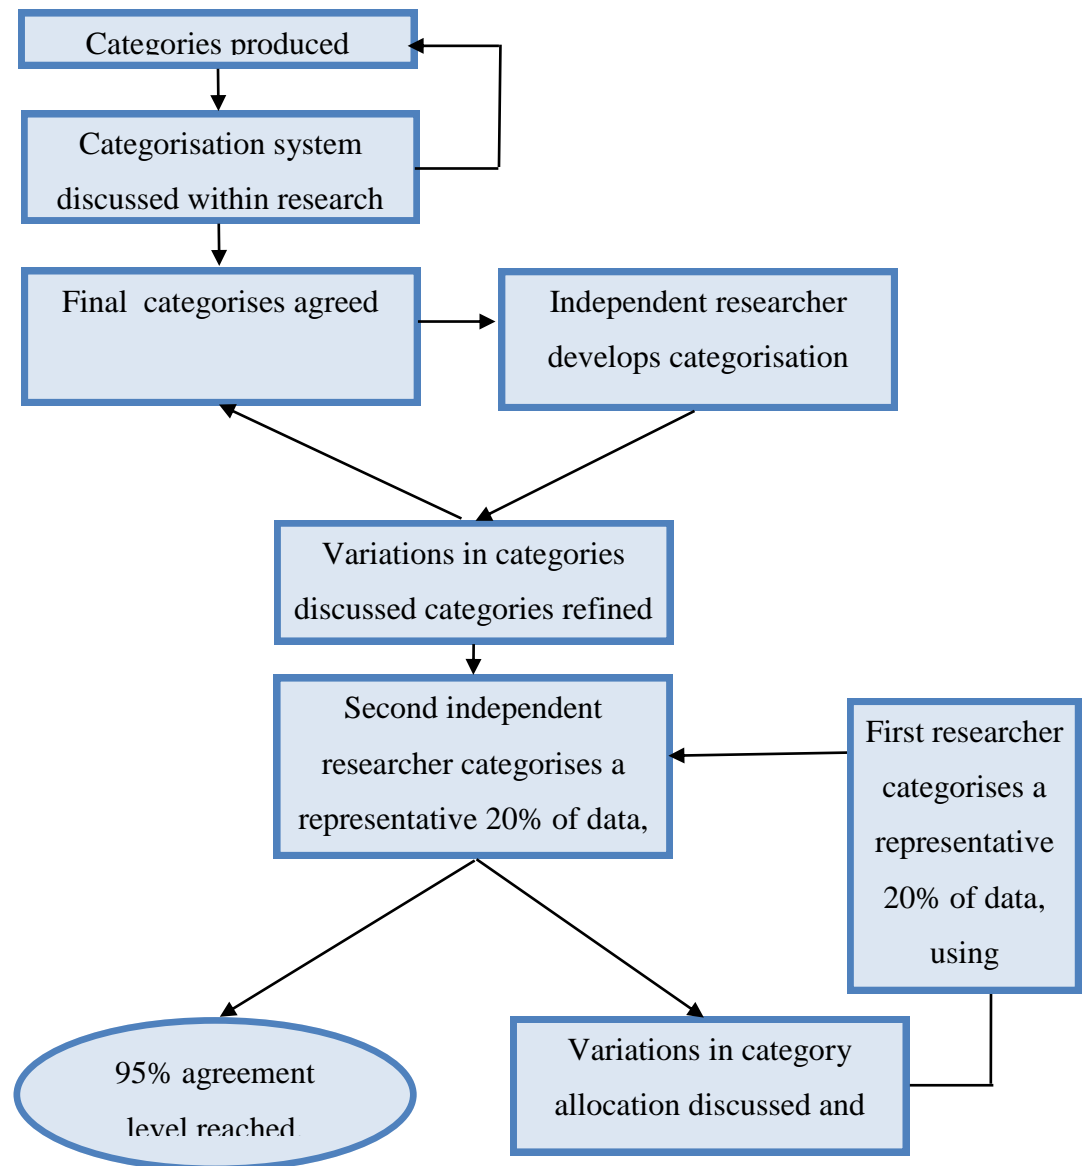 Categories produced
Categorisation system
discussed within research
Final  categorises agreed
Independent researcher
develops categorisation
Variations in categories
discussed categories refined
Second independent
researcher categorises a
representative 20% of data,
First researcher
categorises a
representative
20% of data,
using
95% agreement
level reached.
Variations in category
allocation discussed and